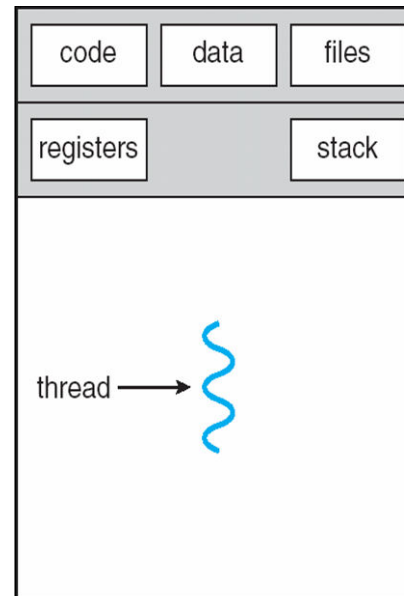 code data files
registers stack
thread